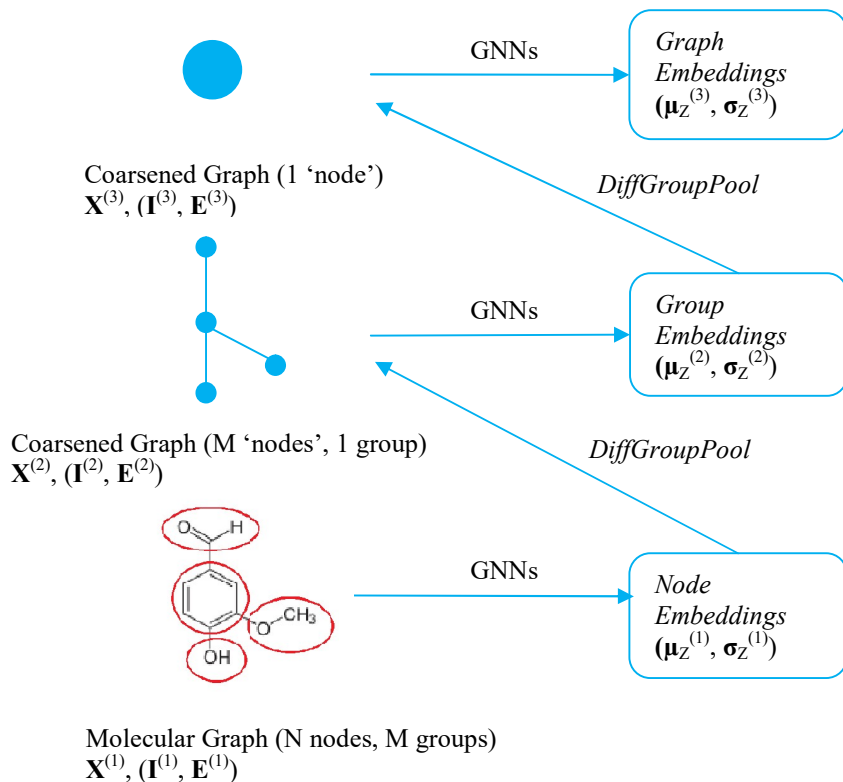 GNNs
Graph
Embeddings
(μZ(3), σZ(3))
Coarsened Graph (1 ‘node’)
X(3), (I(3), E(3))
DiffGroupPool
GNNs
Group
Embeddings
(μZ(2), σZ(2))
Coarsened Graph (M ‘nodes’, 1 group)
X(2), (I(2), E(2))
DiffGroupPool
O
H
GNNs
Node
Embeddings
(μZ(1), σZ(1))
CH3
O
OH
Molecular Graph (N nodes, M groups)
X(1), (I(1), E(1))